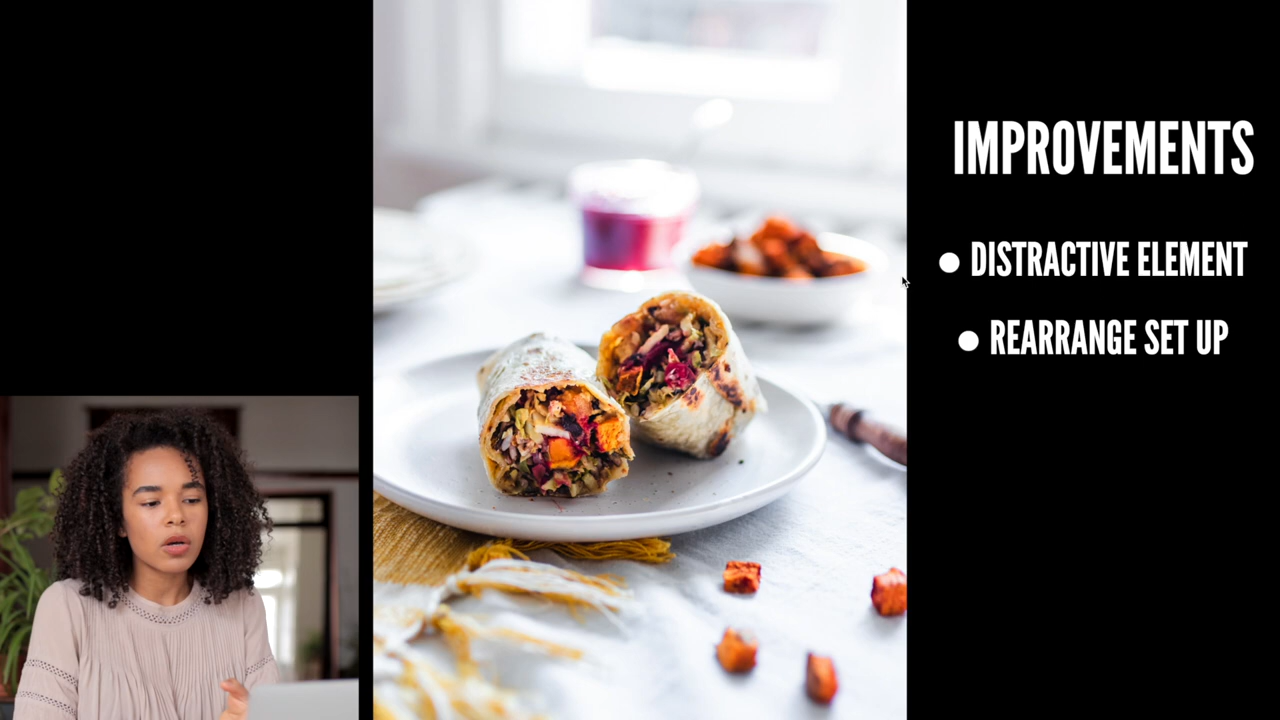 IMPROVEMENTS
● DISTRACTIVE ELEMENT
● REARRANGE SET UP